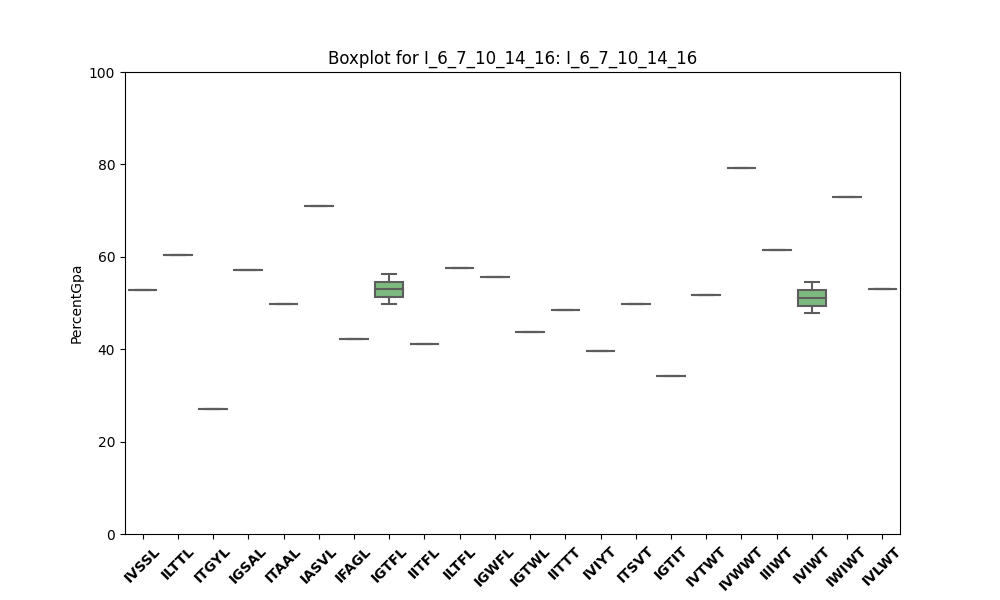 Boxplot for I_6_7_10_14_16: I_6_7_10_14_16
100
80
60
40
20
0
PercentGpa
IVSSL ILTTL ITGYL IGSAL ITAAL IASVL IFAGL IGTFL IITFL ILTFL IGWFL IGTWL IITTT IVIYT ITSVT IGTIT IVTWT IVWWT IIIWT IVIWT IWIWT IVLWT